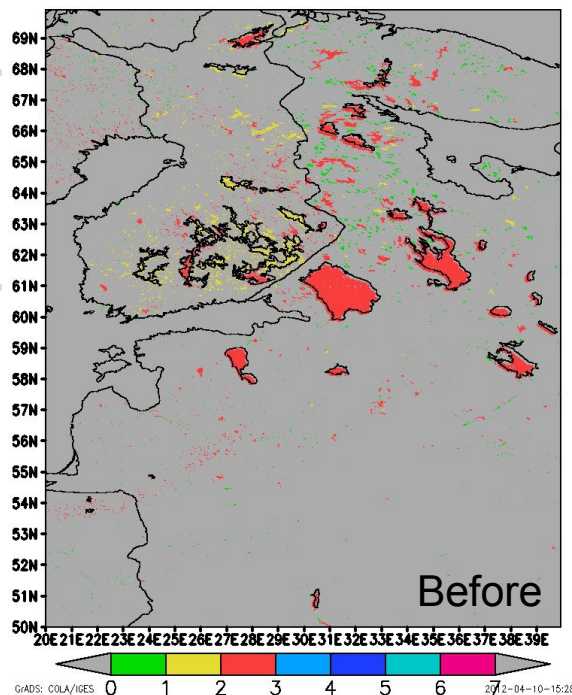 69N
68N
67N
66N
65N
64N
63N
62N
61N
60N
59N
58N
57N
56N
55N
54N
53N
52N
51N
50N
Before
20E 21E 22E 23E 24E 25E 26E 27E 28E 29E 30E 31E 32E 33E 34E 35E 36E 37E 38E 39E
0 1 2 3 4 5 6 7
GrADS: COLA/IGES 2012-04-10-15:28